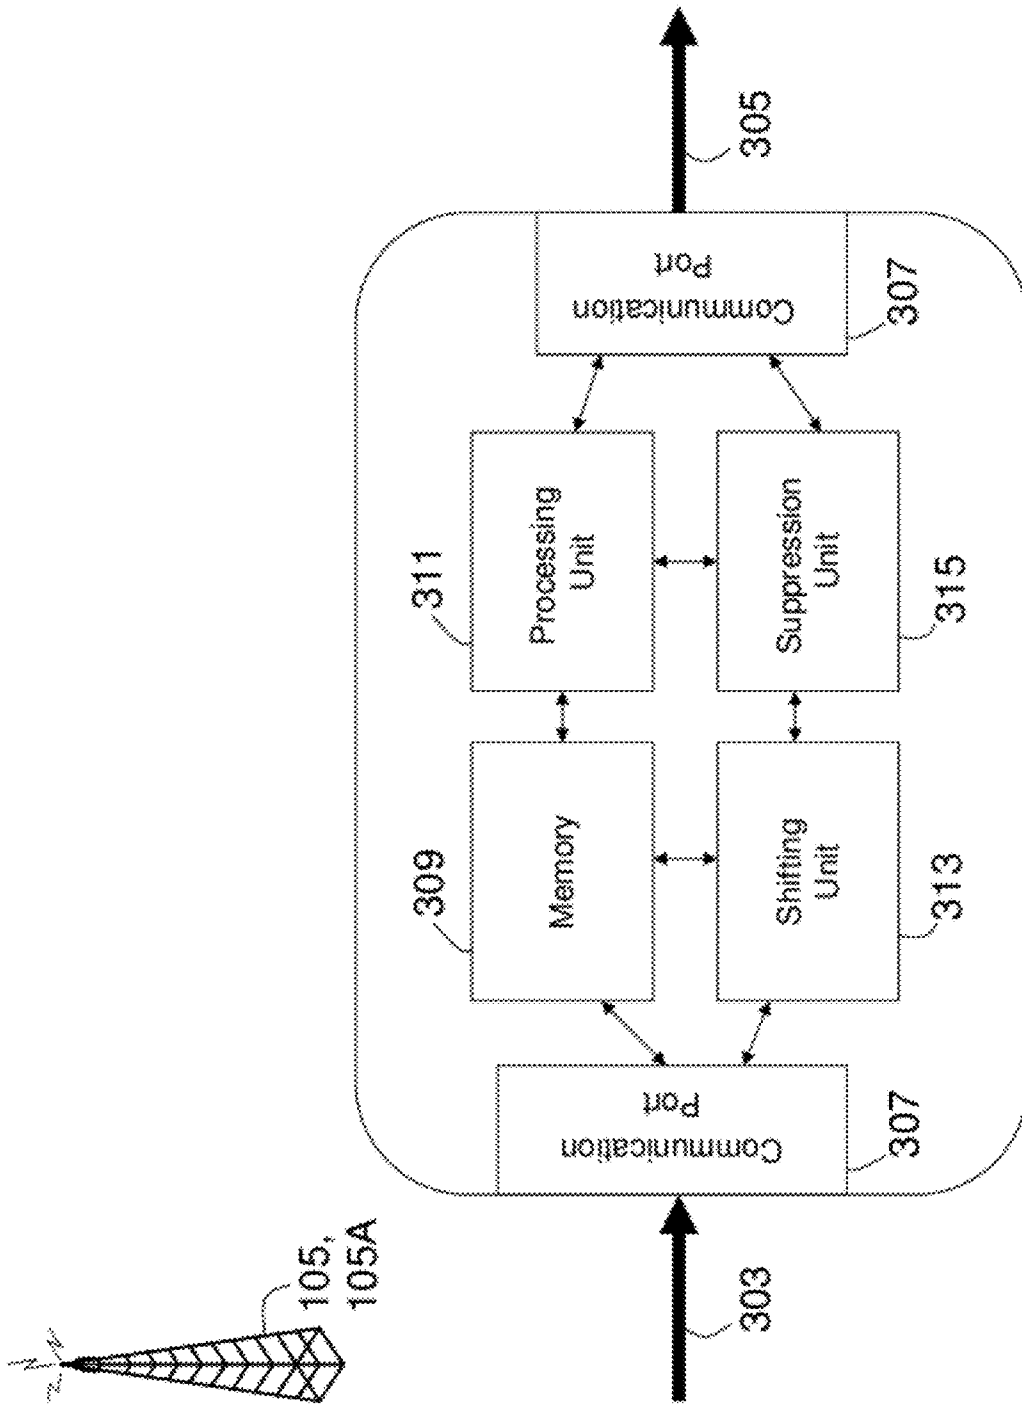 105,
105A
303
305
307
Communication
Port
309
Memory
311
Processing
Unit
Communication
Port
307
Shifting
Unit
313
Suppression
Unit
315